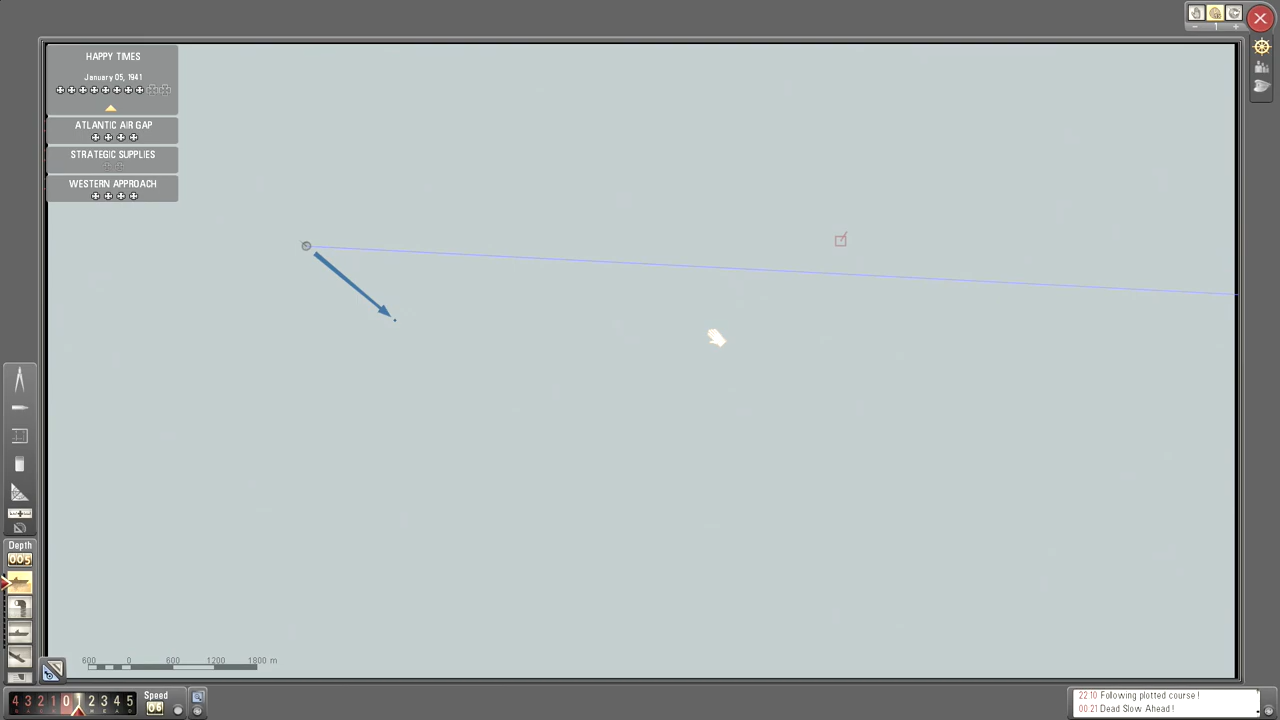 1
HAPPY TIMES
January 05, 1941
ATLANTIC AIR GAP
STRATEGIC SUPPLIES
WESTERN APPROACH
Depth
005
600 0 600 1200 1800 m
4 3 2 1 0 1 2 3 4 5
Speed
06
22:10 Following plotted course !
00:21 Dead Slow Ahead !